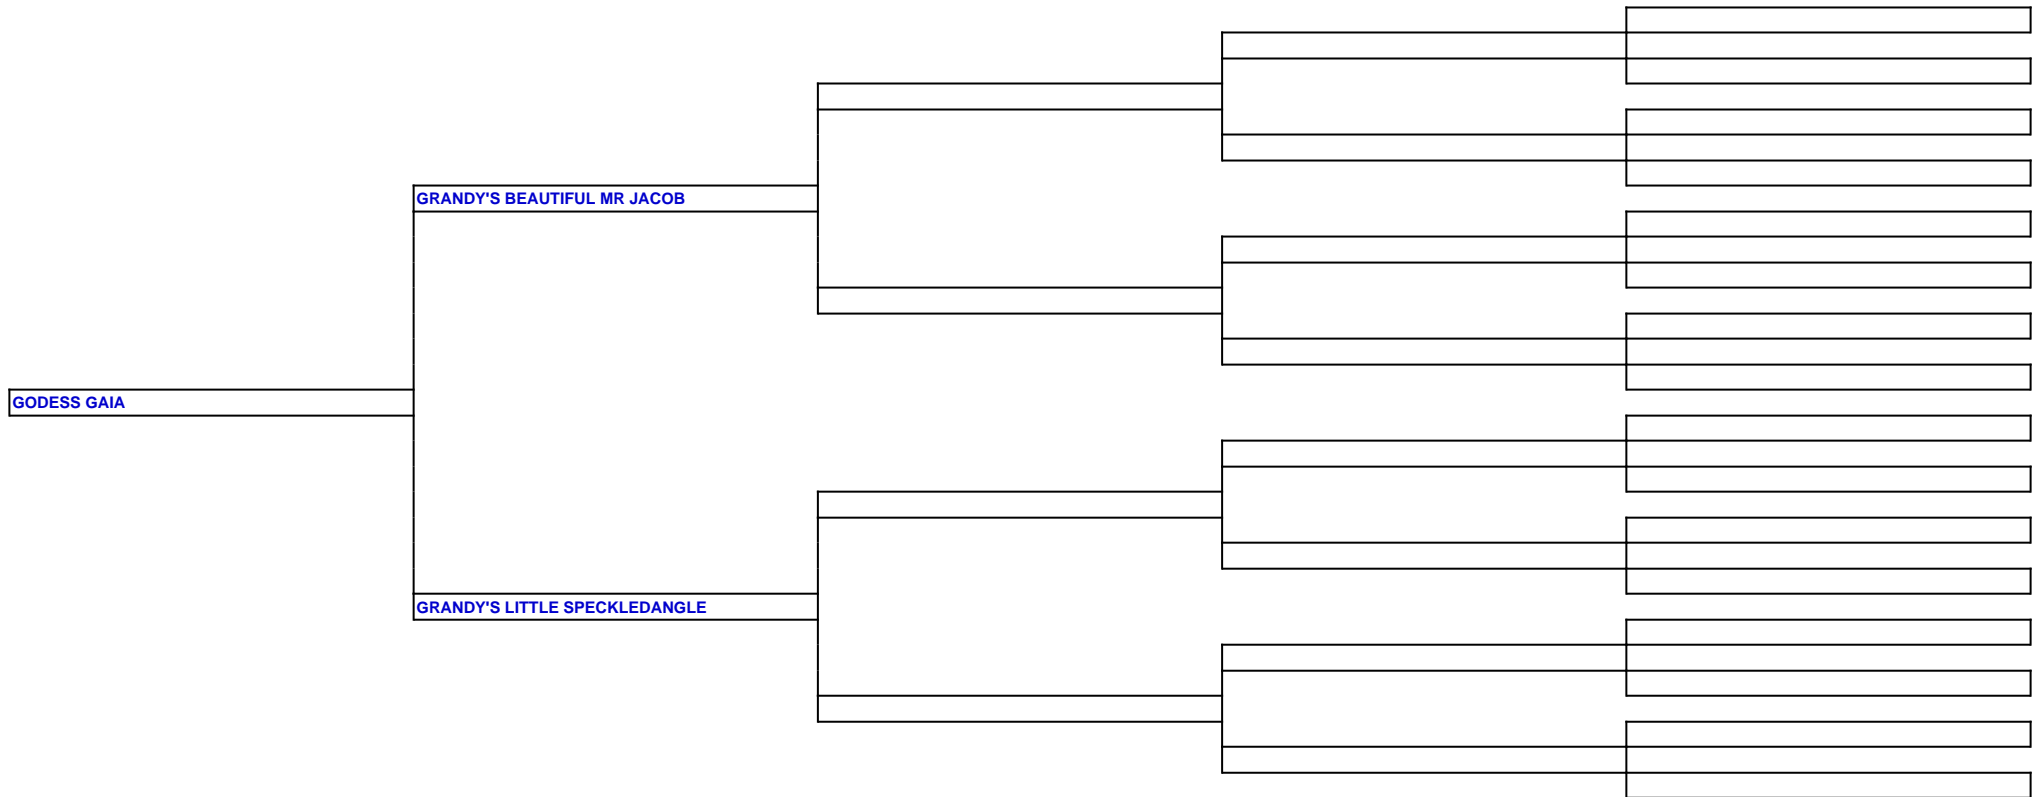 GRANDY'S BEAUTIFUL MR JACOB
GODESS GAIA
GRANDY'S LITTLE SPECKLEDANGLE